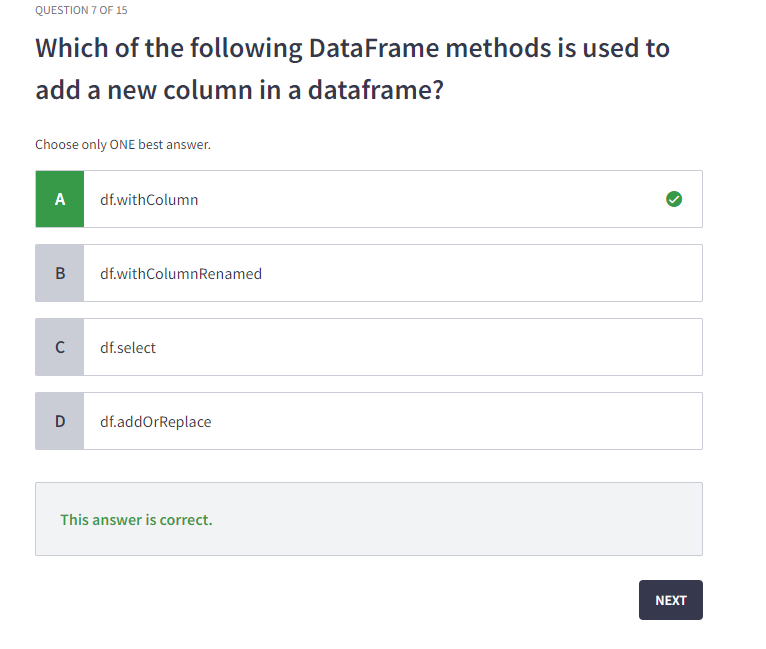 QUESTION 7 OF 15
Which of the following DataFrame methods is used to
add a new column in a dataframe?
Choose only ONE best answer.
A df.withColumn
B df.withColumnRenamed
C df.select
D df.addOrReplace
This answer is correct.
NEXT